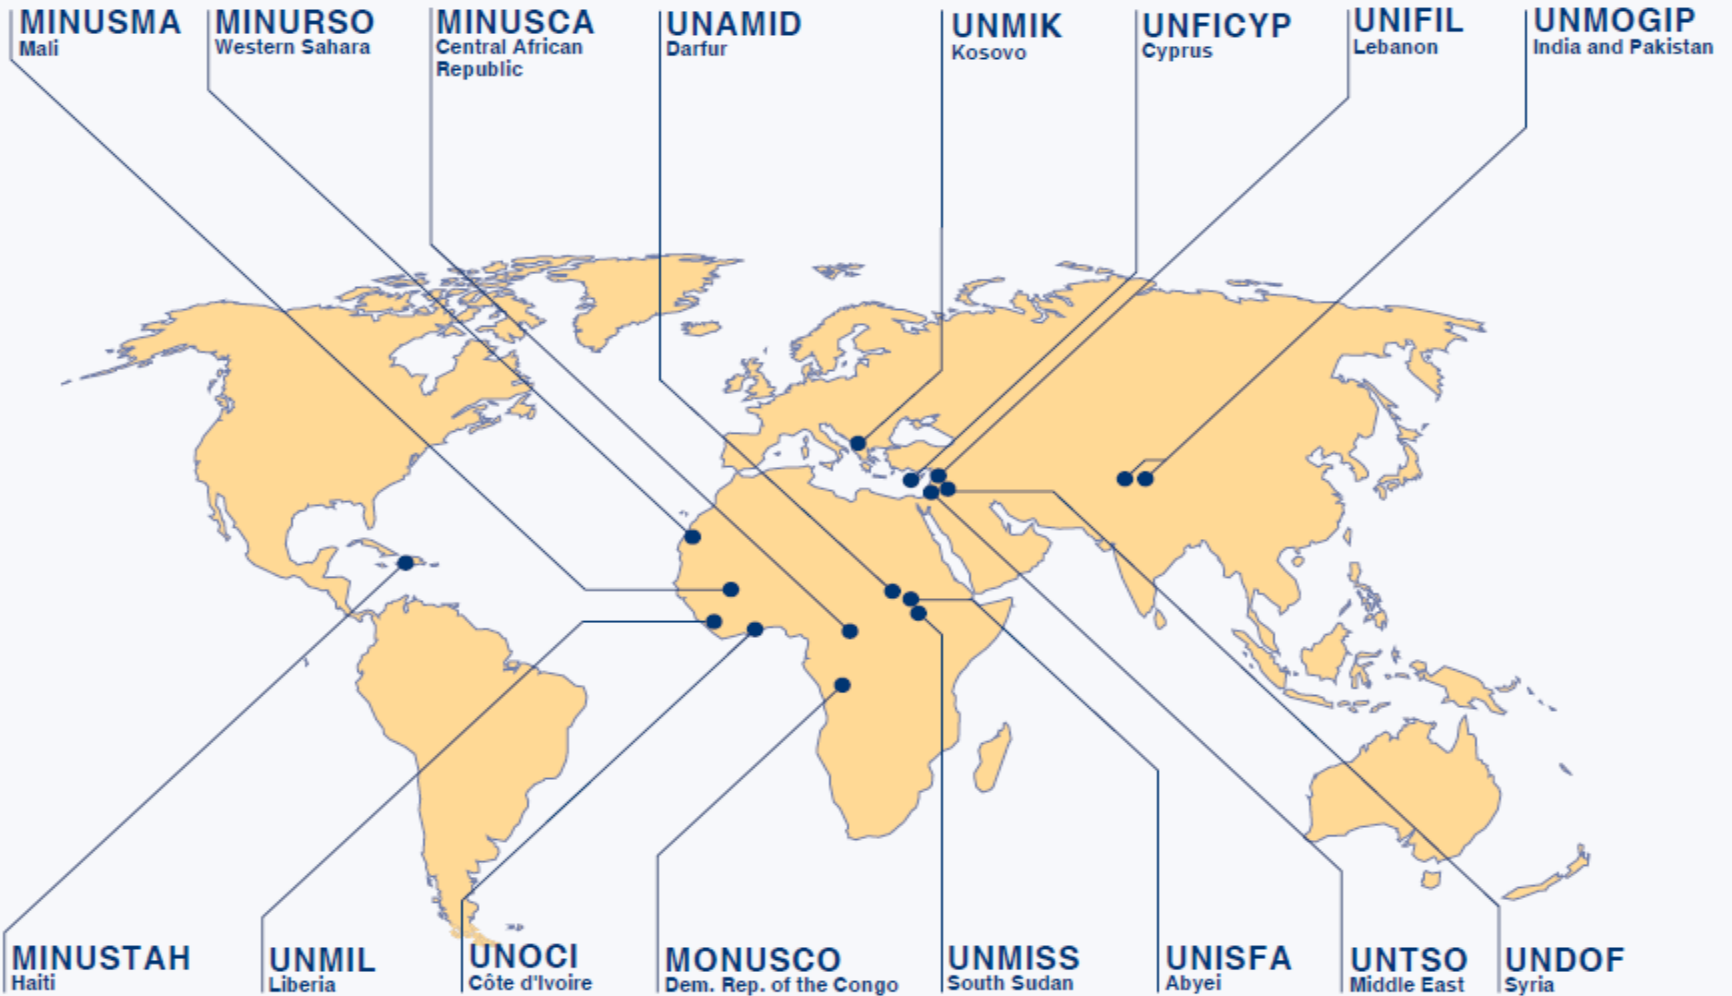 MINUSMA
Mali
MINURSO
Western Sahara
MINUSCA
Central African
Republic
UNAMID
Darfur
UNMIK
Kosovo
UNFICYP
Cyprus
UNIFIL
Lebanon
UNMOGIP
India and Pakistan
MINUSTAH
Haiti
UNMIL
Liberia
UNOCI
Côte d'Ivoire
MONUSCO
Dem. Rep. of the Congo
UNMISS
South Sudan
UNISFA
Abyei
UNTSO
Middle East
UNDOF
Syria